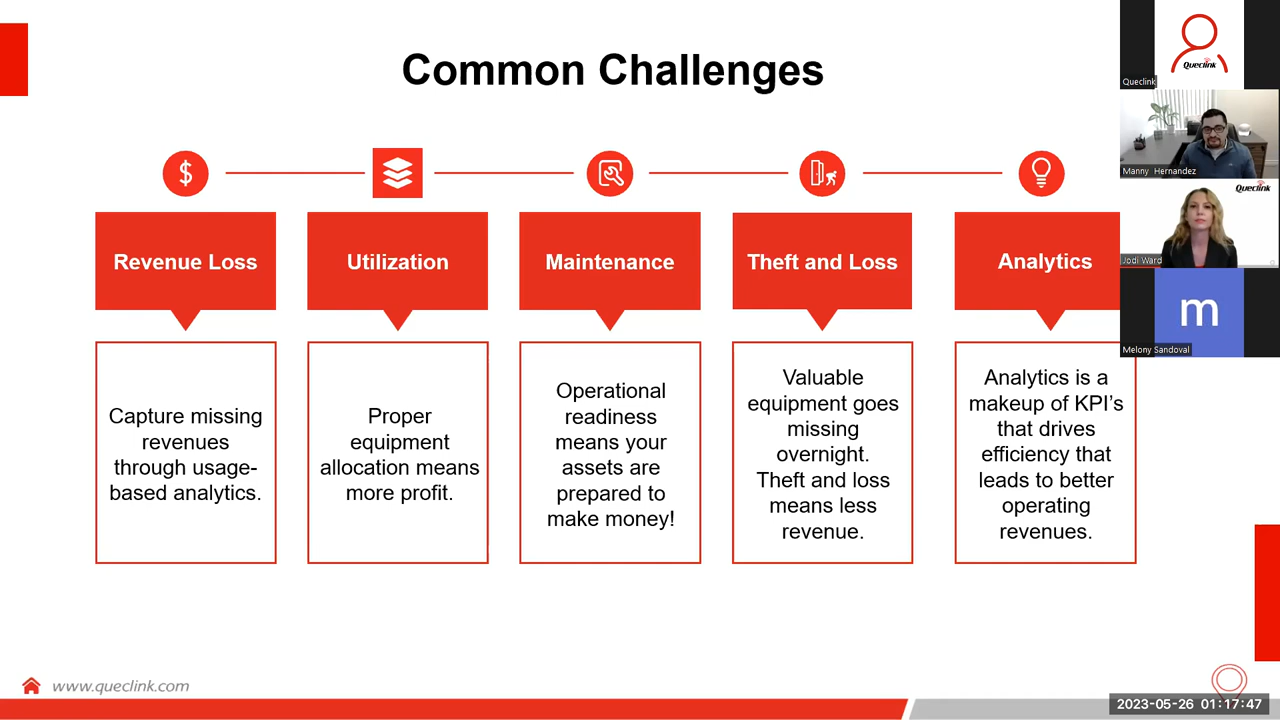 Common Challenges
$
Revenue Loss
Utilization
Maintenance
Theft and Loss
Analytics
Capture missing
revenues
through usage-
based analytics.
Proper
equipment
allocation means
more profit.
Operational
readiness
means your
assets are
prepared to
make money!
Valuable
equipment goes
missing
overnight.
Theft and loss
means less
revenue.
Analytics is a
makeup of KPI’s
that drives
efficiency that
leads to better
operating
revenues.
Queclink
Queclink
Manny Hernandez
Queclink
Jodi Ward
m
Melony Sandoval
www.queclink.com
2023-05-26 01:17:47